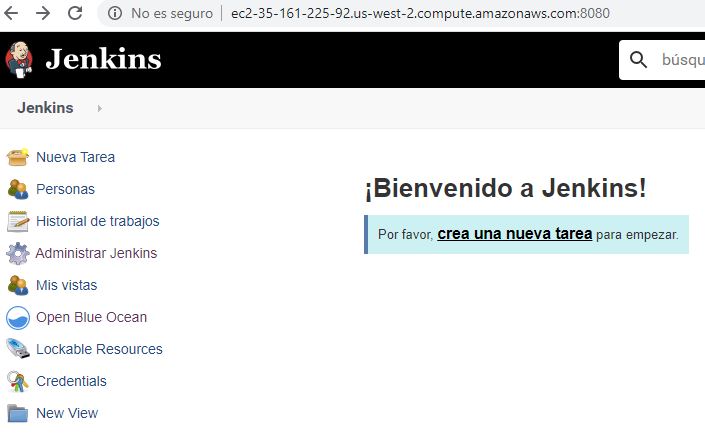 No es seguro | ec2-35-161-225-92.us-west-2.compute.amazonaws.com:8080
Jenkins
búsqu
Jenkins
Nueva Tarea
Personas
Historial de trabajos
Administrar Jenkins
Mis vistas
Open Blue Ocean
Lockable Resources
Credentials
New View
¡Bienvenido a Jenkins!
Por favor, crea una nueva tarea para empezar.